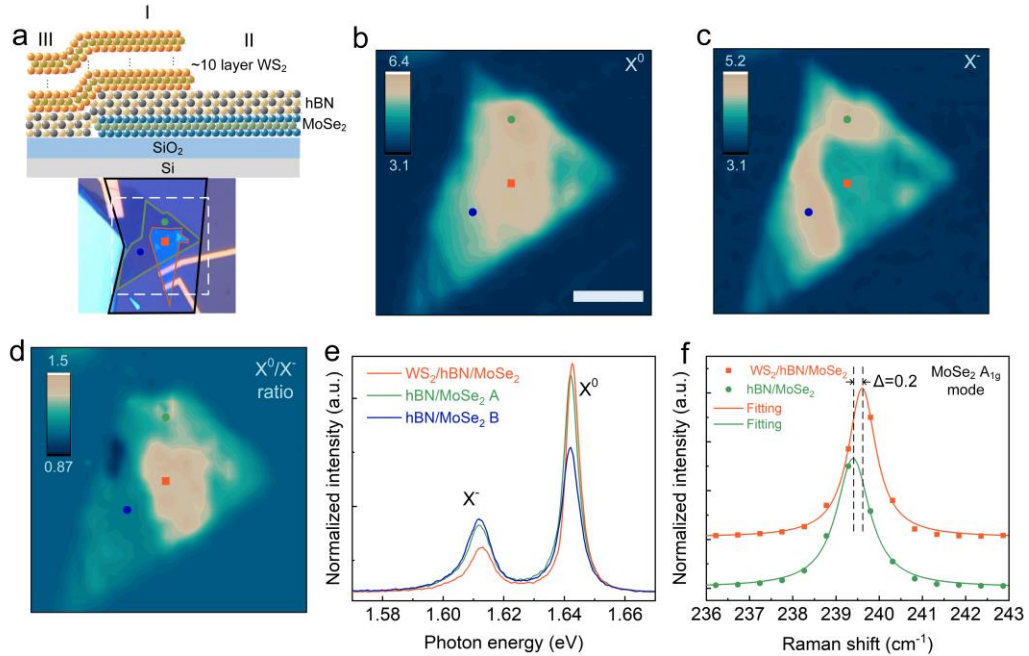 a
I
III
II
~10 layer WS₂
hBN
MoSe₂
SiO₂
Si
b
6.4
3.1
X⁰
c
5.2
3.1
X⁻
d
1.5
0.87
X⁰/X⁻
ratio
e
WS₂/hBN/MoSe₂
hBN/MoSe₂ A
hBN/MoSe₂ B
X⁰
X⁻
Normalized intensity (a.u.)
1.60 1.62 1.64 1.66
Photon energy (eV)
f
WS₂/hBN/MoSe₂
hBN/MoSe₂
Fitting
Fitting
Δ=0.2
MoSe₂ A₁g
mode
Normalized intensity (a.u.)
236 237 238 239 240 241 242 243
Raman shift (cm⁻¹)